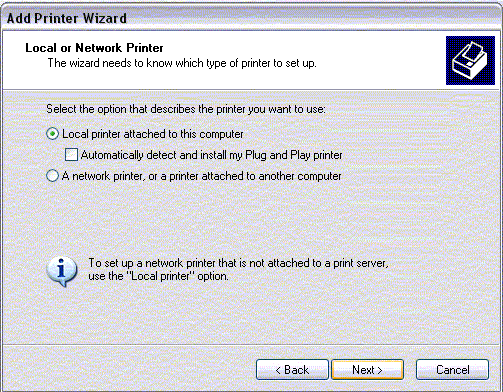 Add Printer Wizard
Local or Network Printer
The wizard needs to know which type of printer to set up.
Select the option that describes the printer you want to use:
Local printer attached to this computer
Automatically detect and install my Plug and Play printer
A network printer, or a printer attached to another computer
To set up a network printer that is not attached to a print server,
use the "Local printer" option.
< Back
Next >
Cancel